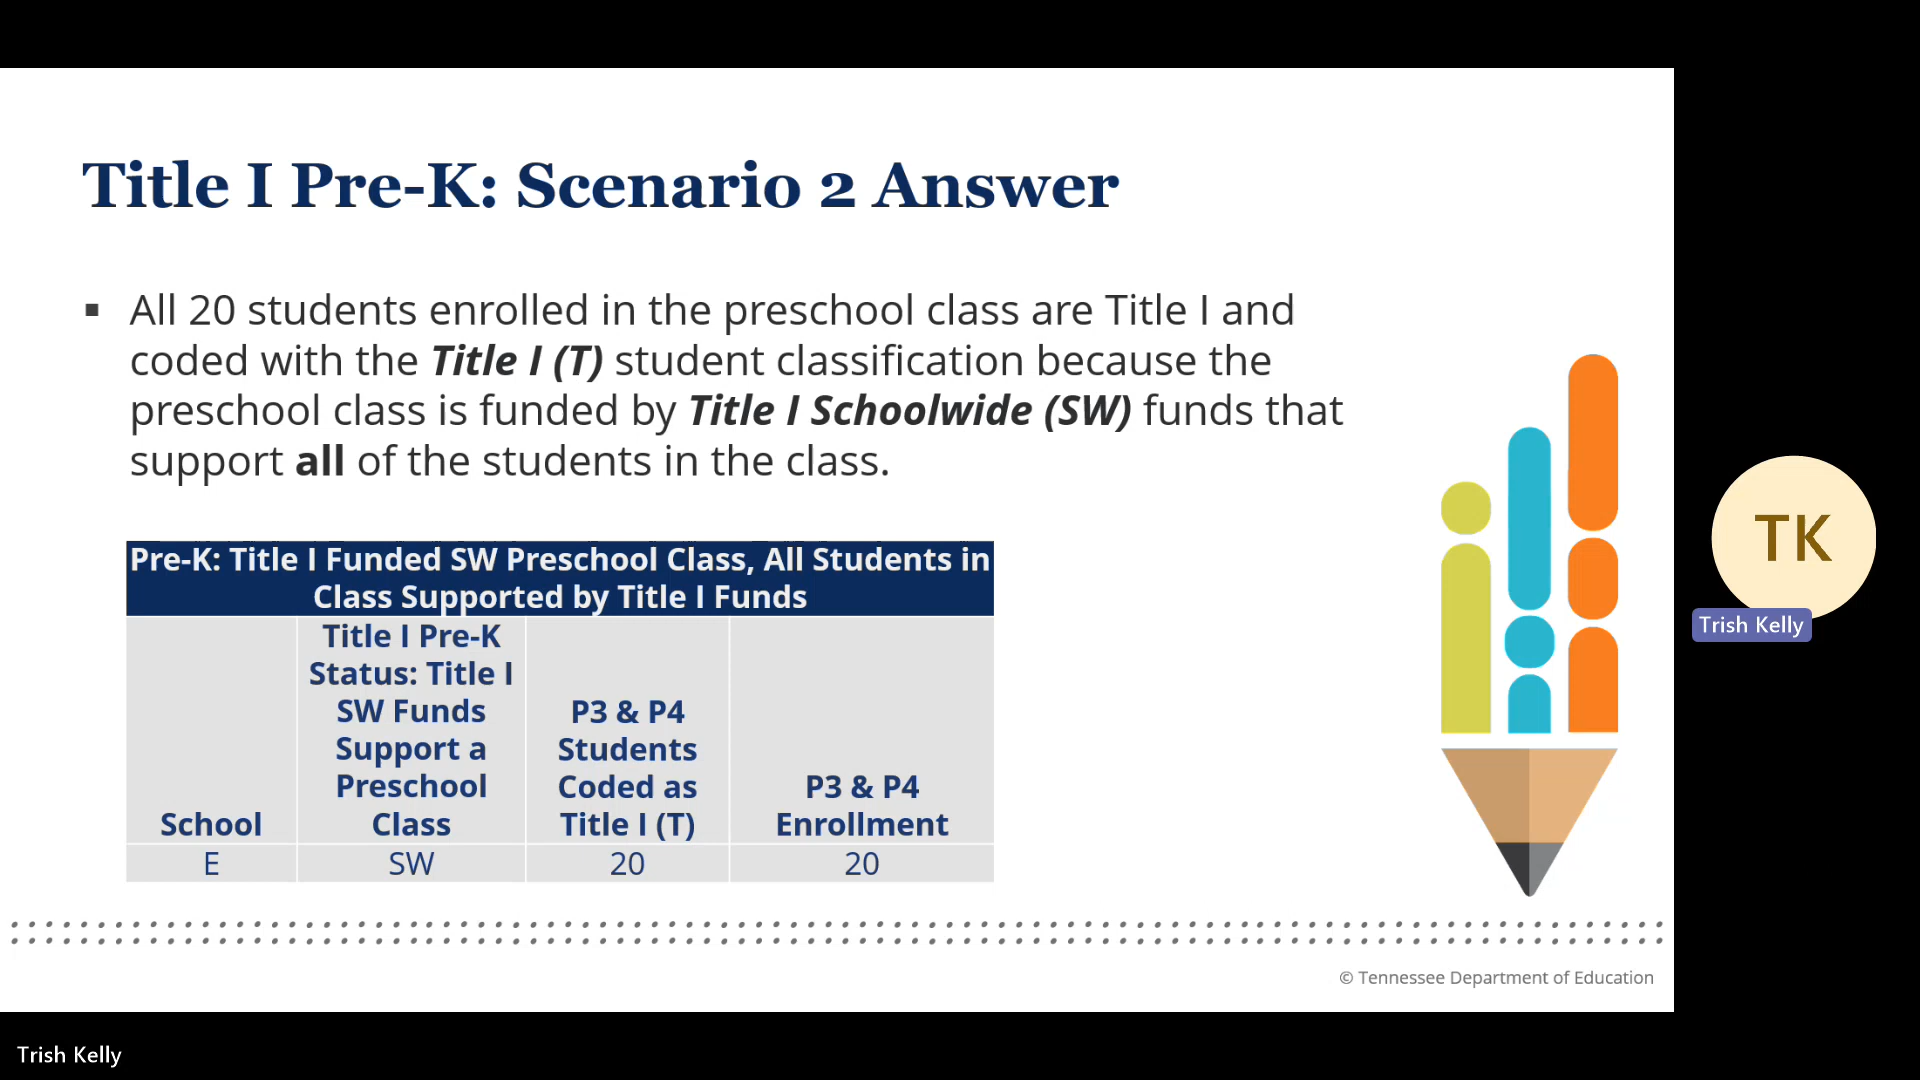 Title I Pre-K: Scenario 2 Answer
▪ All 20 students enrolled in the preschool class are Title I and
coded with the Title I (T) student classification because the
preschool class is funded by Title I Schoolwide (SW) funds that
support all of the students in the class.
Pre-K: Title I Funded SW Preschool Class, All Students in
Class Supported by Title I Funds
School
Title I Pre-K
Status: Title I
SW Funds
Support a
Preschool
Class
P3 & P4
Students
Coded as
Title I (T)
P3 & P4
Enrollment
E SW 20 20
© Tennessee Department of Education
TK
Trish Kelly
Trish Kelly